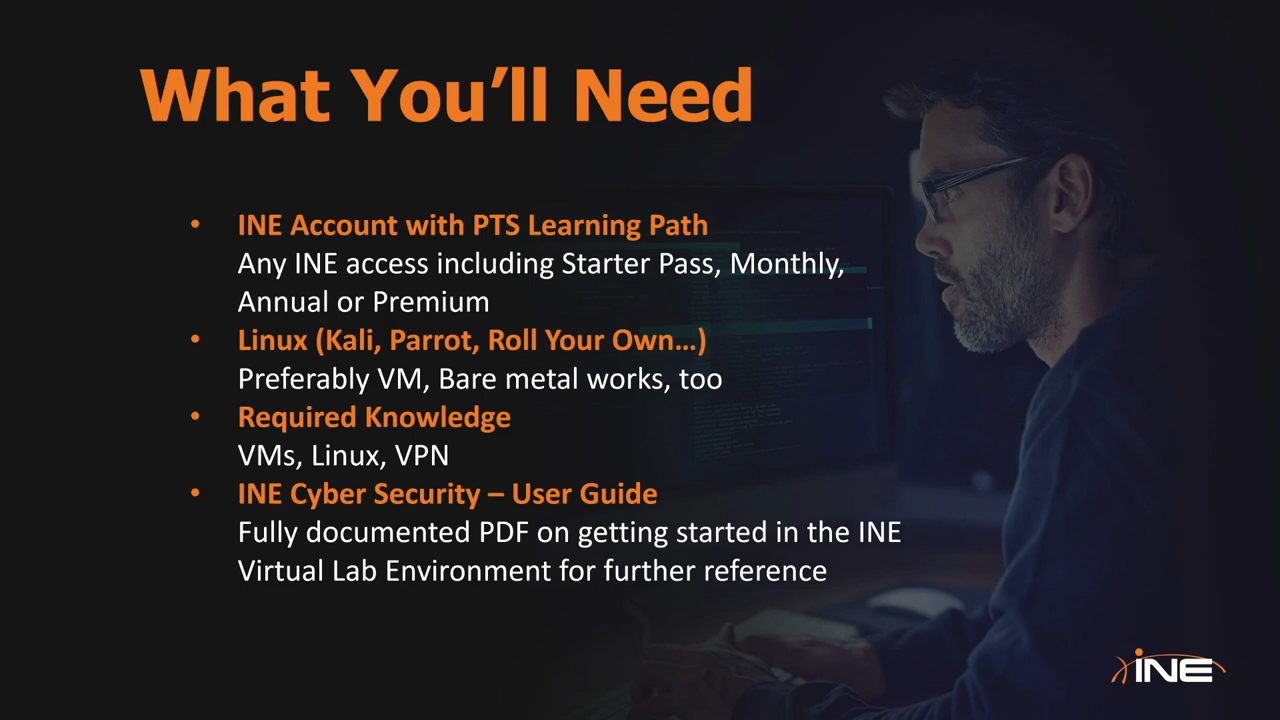 What You’ll Need
• INE Account with PTS Learning Path
Any INE access including Starter Pass, Monthly,
Annual or Premium
• Linux (Kali, Parrot, Roll Your Own…)
Preferably VM, Bare metal works, too
• Required Knowledge
VMs, Linux, VPN
• INE Cyber Security – User Guide
Fully documented PDF on getting started in the INE
Virtual Lab Environment for further reference
INE